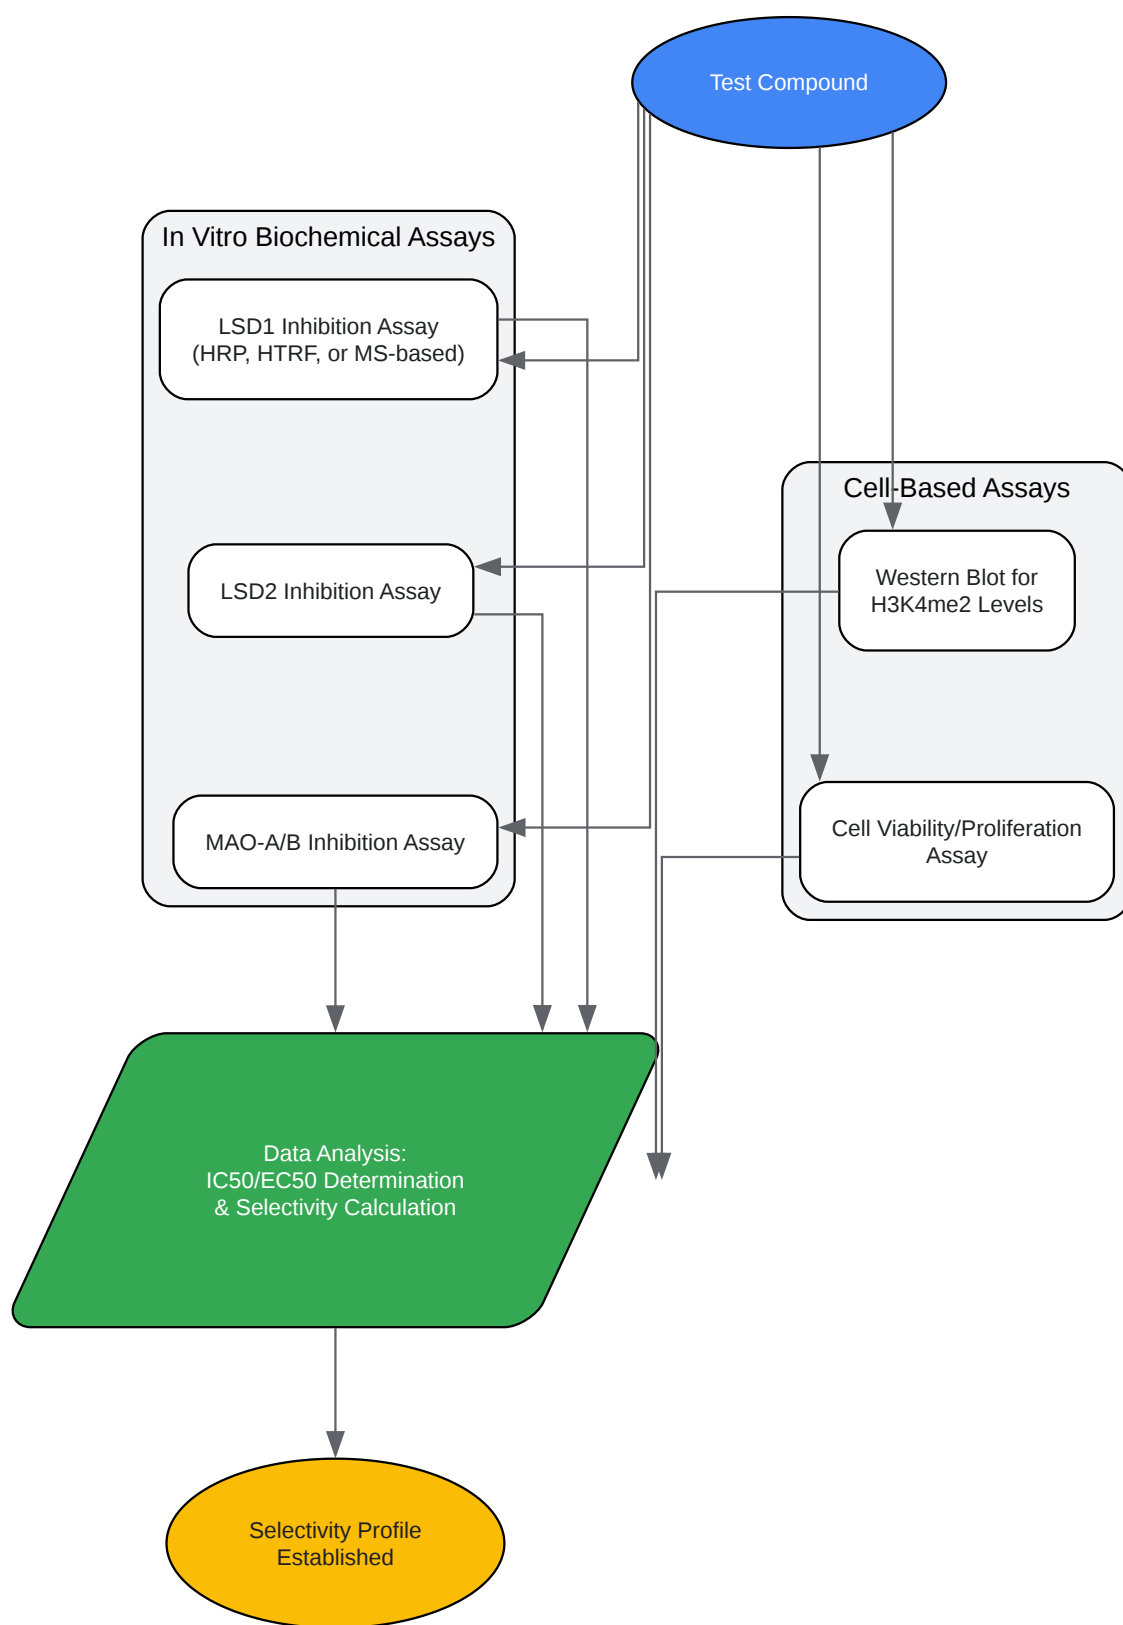 Test Compound
In Vitro Biochemical Assays
LSD1 Inhibition Assay
(HRP, HTRF, or MS-based)
LSD2 Inhibition Assay
MAO-A/B Inhibition Assay
Cell-Based Assays
Western Blot for
H3K4me2 Levels
Cell Viability/Proliferation
Assay
Data Analysis:
IC50/EC50 Determination
& Selectivity Calculation
Selectivity Profile
Established